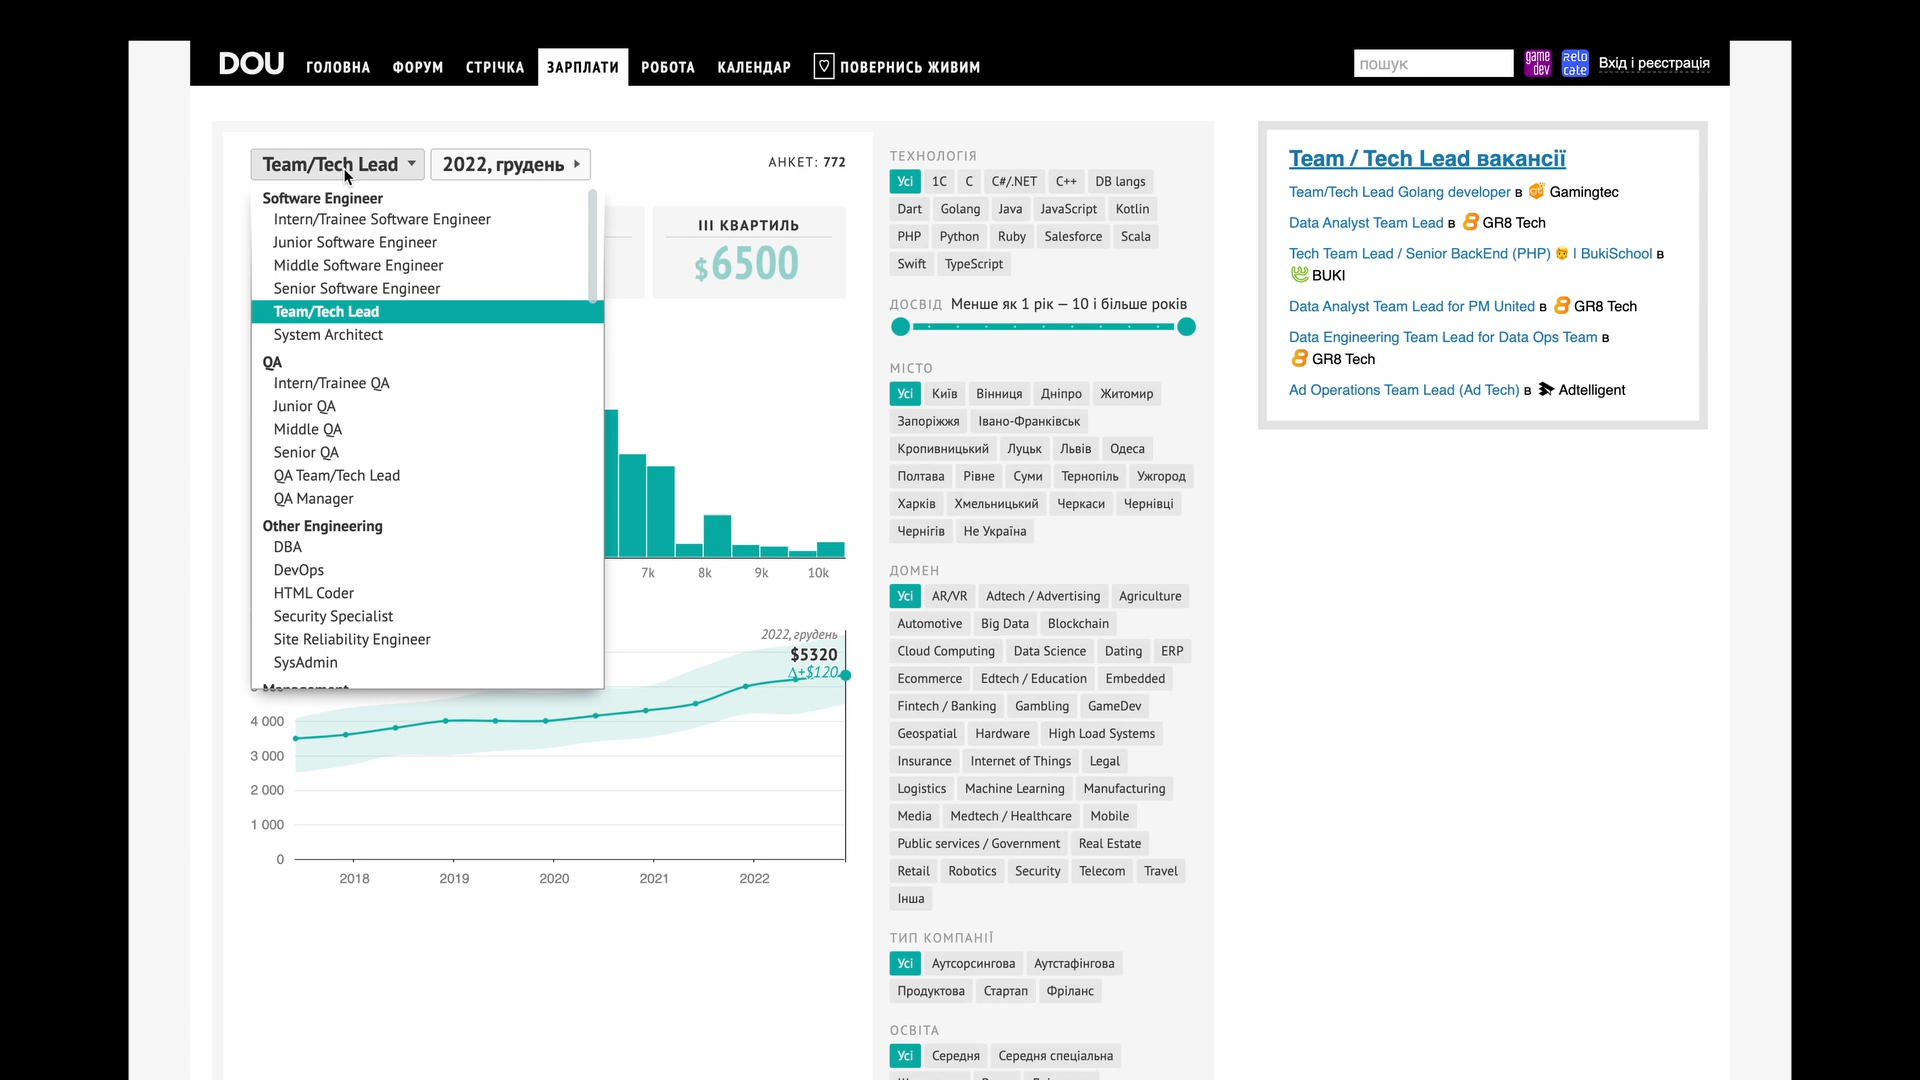 DOU ГОЛОВНА ФОРУМ СТРІЧКА ЗАРПЛАТИ РОБОТА КАЛЕНДАР ПОВЕРНИСЬ ЖИВИМ
пошук game dev relo cate Вхід і реєстрація
Team/Tech Lead 2022, грудень АНКЕТ: 772
Software Engineer
Intern/Trainee Software Engineer
Junior Software Engineer
Middle Software Engineer
Senior Software Engineer
Team/Tech Lead
System Architect
QA
Intern/Trainee QA
Junior QA
Middle QA
Senior QA
QA Team/Tech Lead
QA Manager
Other Engineering
DBA
DevOps
HTML Coder
Security Specialist
Site Reliability Engineer
SysAdmin
Management
III КВАРТИЛЬ
$6500
7k 8k 9k 10k
2022, грудень
$5320
Δ+$120
4 000
3 000
2 000
1 000
0
2018 2019 2020 2021 2022
ТЕХНОЛОГІЯ
Усі 1C C C#/.NET C++ DB langs
Dart Golang Java JavaScript Kotlin
PHP Python Ruby Salesforce Scala
Swift TypeScript
ДОСВІД Менше як 1 рік — 10 і більше років
МІСТО
Усі Київ Вінниця Дніпро Житомир
Запоріжжя Івано-Франківськ
Кропивницький Луцьк Львів Одеса
Полтава Рівне Суми Тернопіль Ужгород
Харків Хмельницький Черкаси Чернівці
Чернігів Не Україна
ДОМЕН
Усі AR/VR Adtech / Advertising Agriculture
Automotive Big Data Blockchain
Cloud Computing Data Science Dating ERP
Ecommerce Edtech / Education Embedded
Fintech / Banking Gambling GameDev
Geospatial Hardware High Load Systems
Insurance Internet of Things Legal
Logistics Machine Learning Manufacturing
Media Medtech / Healthcare Mobile
Public services / Government Real Estate
Retail Robotics Security Telecom Travel
Інша
ТИП КОМПАНІЇ
Усі Аутсорсингова Аутстафінгова
Продуктова Стартап Фріланс
ОСВІТА
Усі Середня Середня спеціальна
Team / Tech Lead вакансії
Team/Tech Lead Golang developer в Gamingtec
Data Analyst Team Lead в GR8 Tech
Tech Team Lead / Senior BackEnd (PHP) | BukiSchool в
BUKI
Data Analyst Team Lead for PM United в GR8 Tech
Data Engineering Team Lead for Data Ops Team в
GR8 Tech
Ad Operations Team Lead (Ad Tech) в Adtelligent